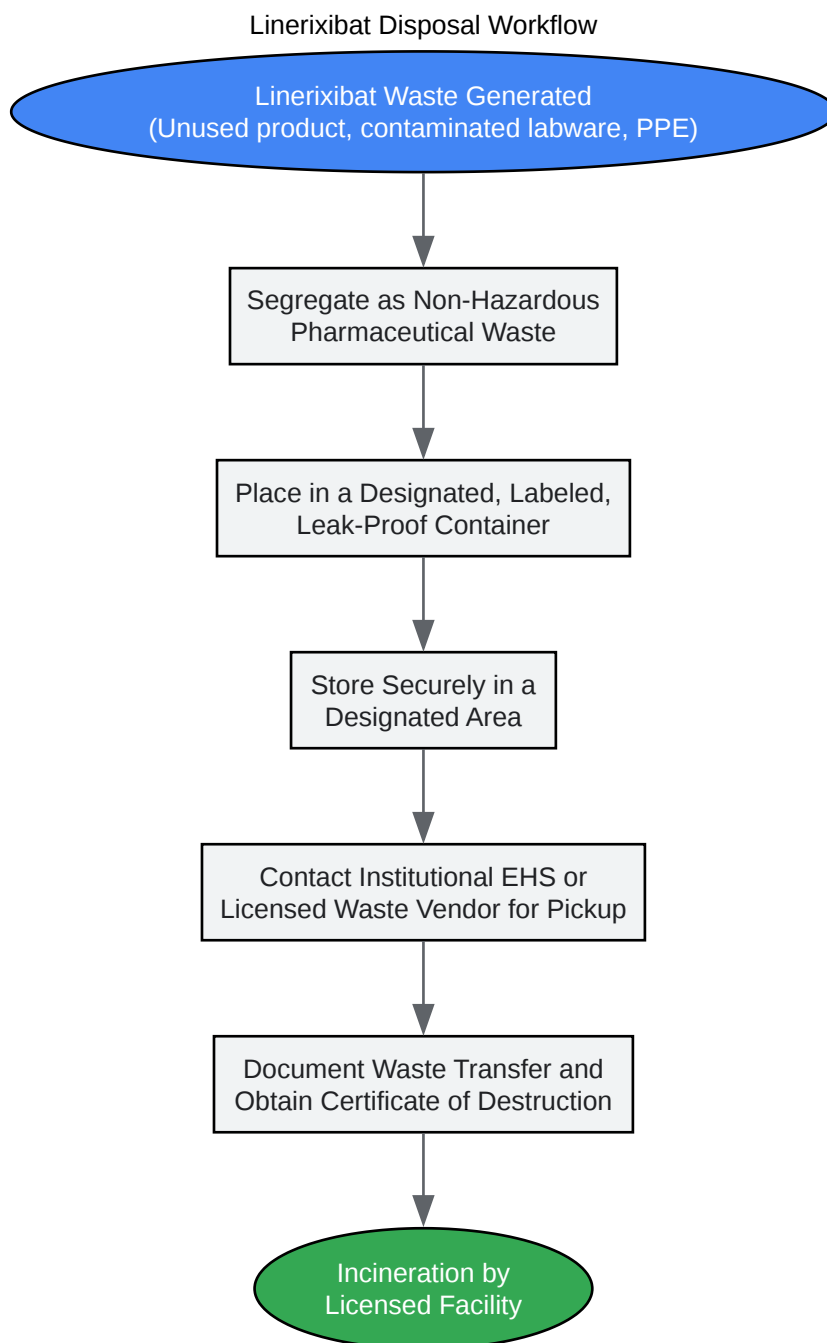 Linerixibat Disposal Workflow
Linerixibat Waste Generated
(Unused product, contaminated labware, PPE)
Segregate as Non-Hazardous
Pharmaceutical Waste
Place in a Designated, Labeled,
Leak-Proof Container
Store Securely in a
Designated Area
Contact Institutional EHS or
Licensed Waste Vendor for Pickup
Document Waste Transfer and
Obtain Certificate of Destruction
Incineration by
Licensed Facility